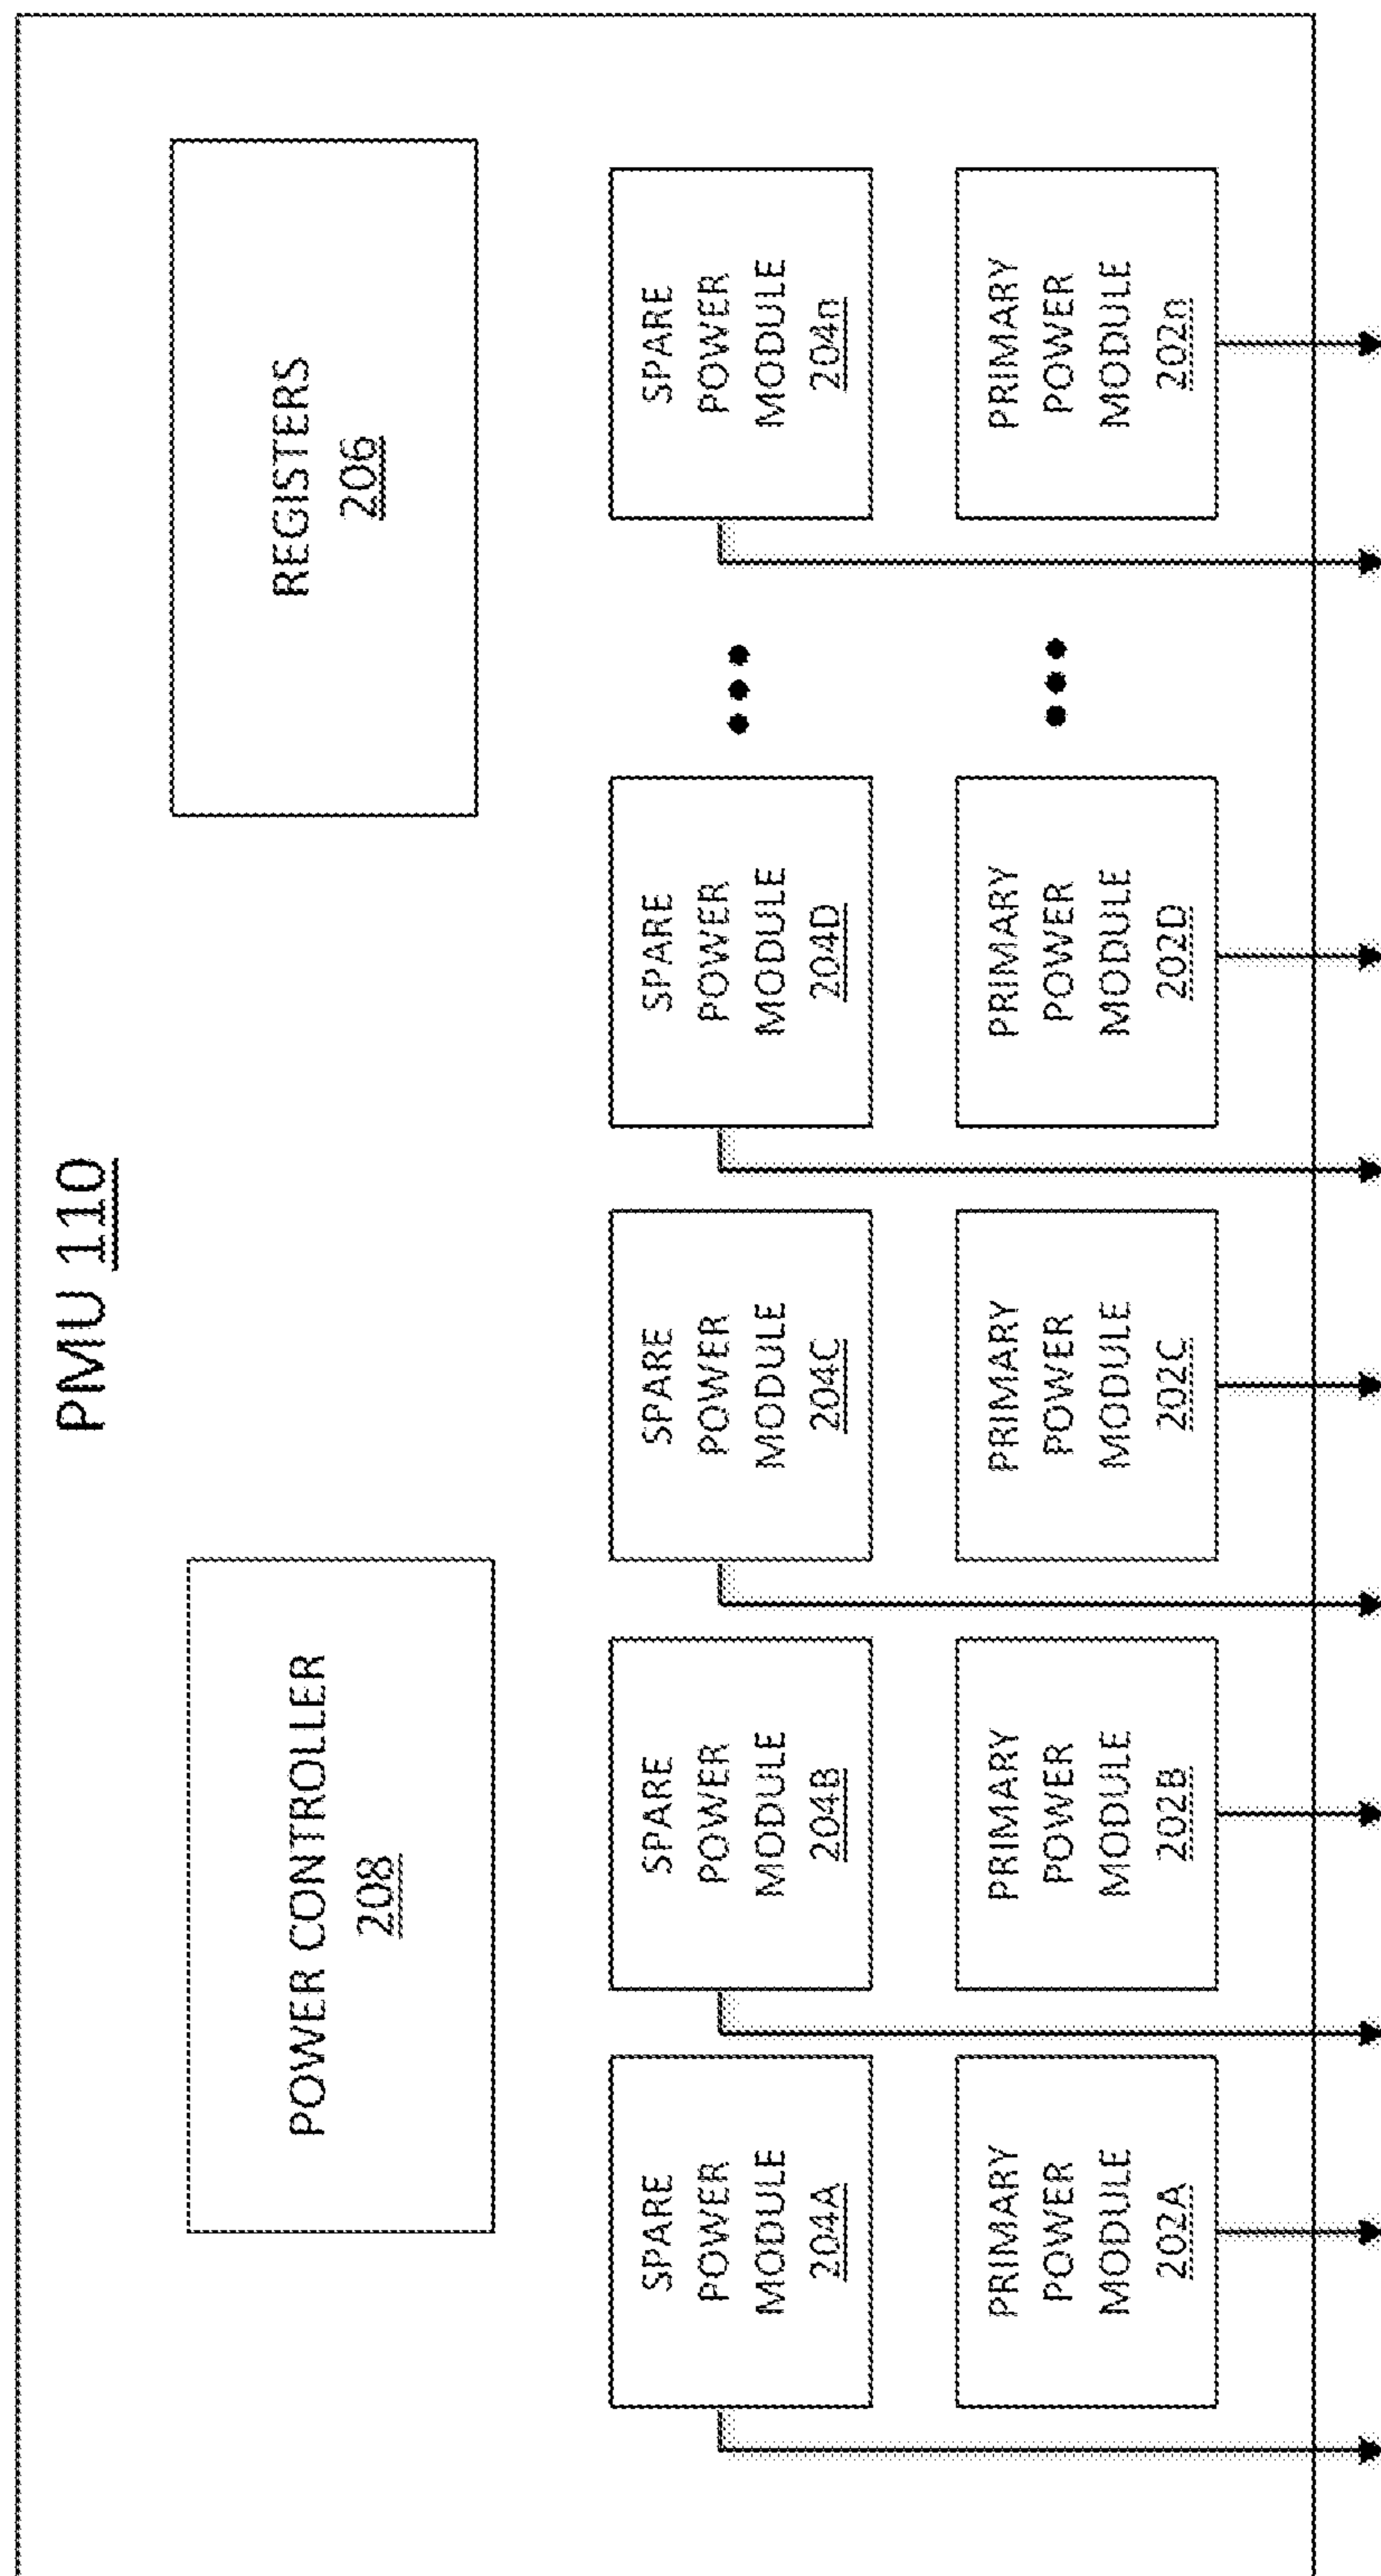 PMU 110
POWER CONTROLLER
208
REGISTERS
206
SPARE
POWER
MODULE
204A
SPARE
POWER
MODULE
204B
SPARE
POWER
MODULE
204C
SPARE
POWER
MODULE
204D
SPARE
POWER
MODULE
204n
PRIMARY
POWER
MODULE
202A
PRIMARY
POWER
MODULE
202B
PRIMARY
POWER
MODULE
202C
PRIMARY
POWER
MODULE
202D
PRIMARY
POWER
MODULE
202n